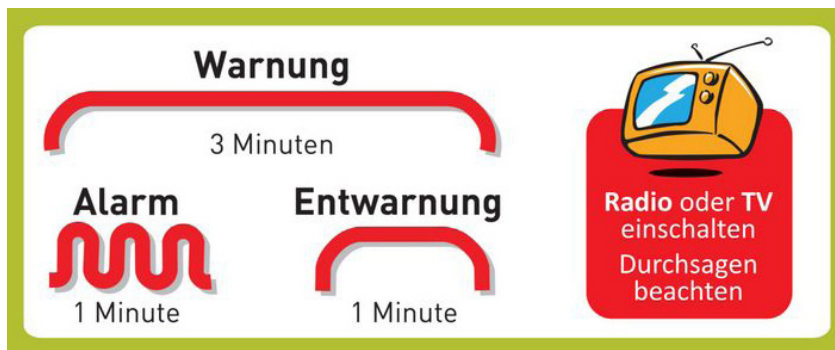 Warnung
3 Minuten
Alarm
1 Minute
Entwarnung
1 Minute
Radio oder TV
einschalten
Durchsagen
beachten